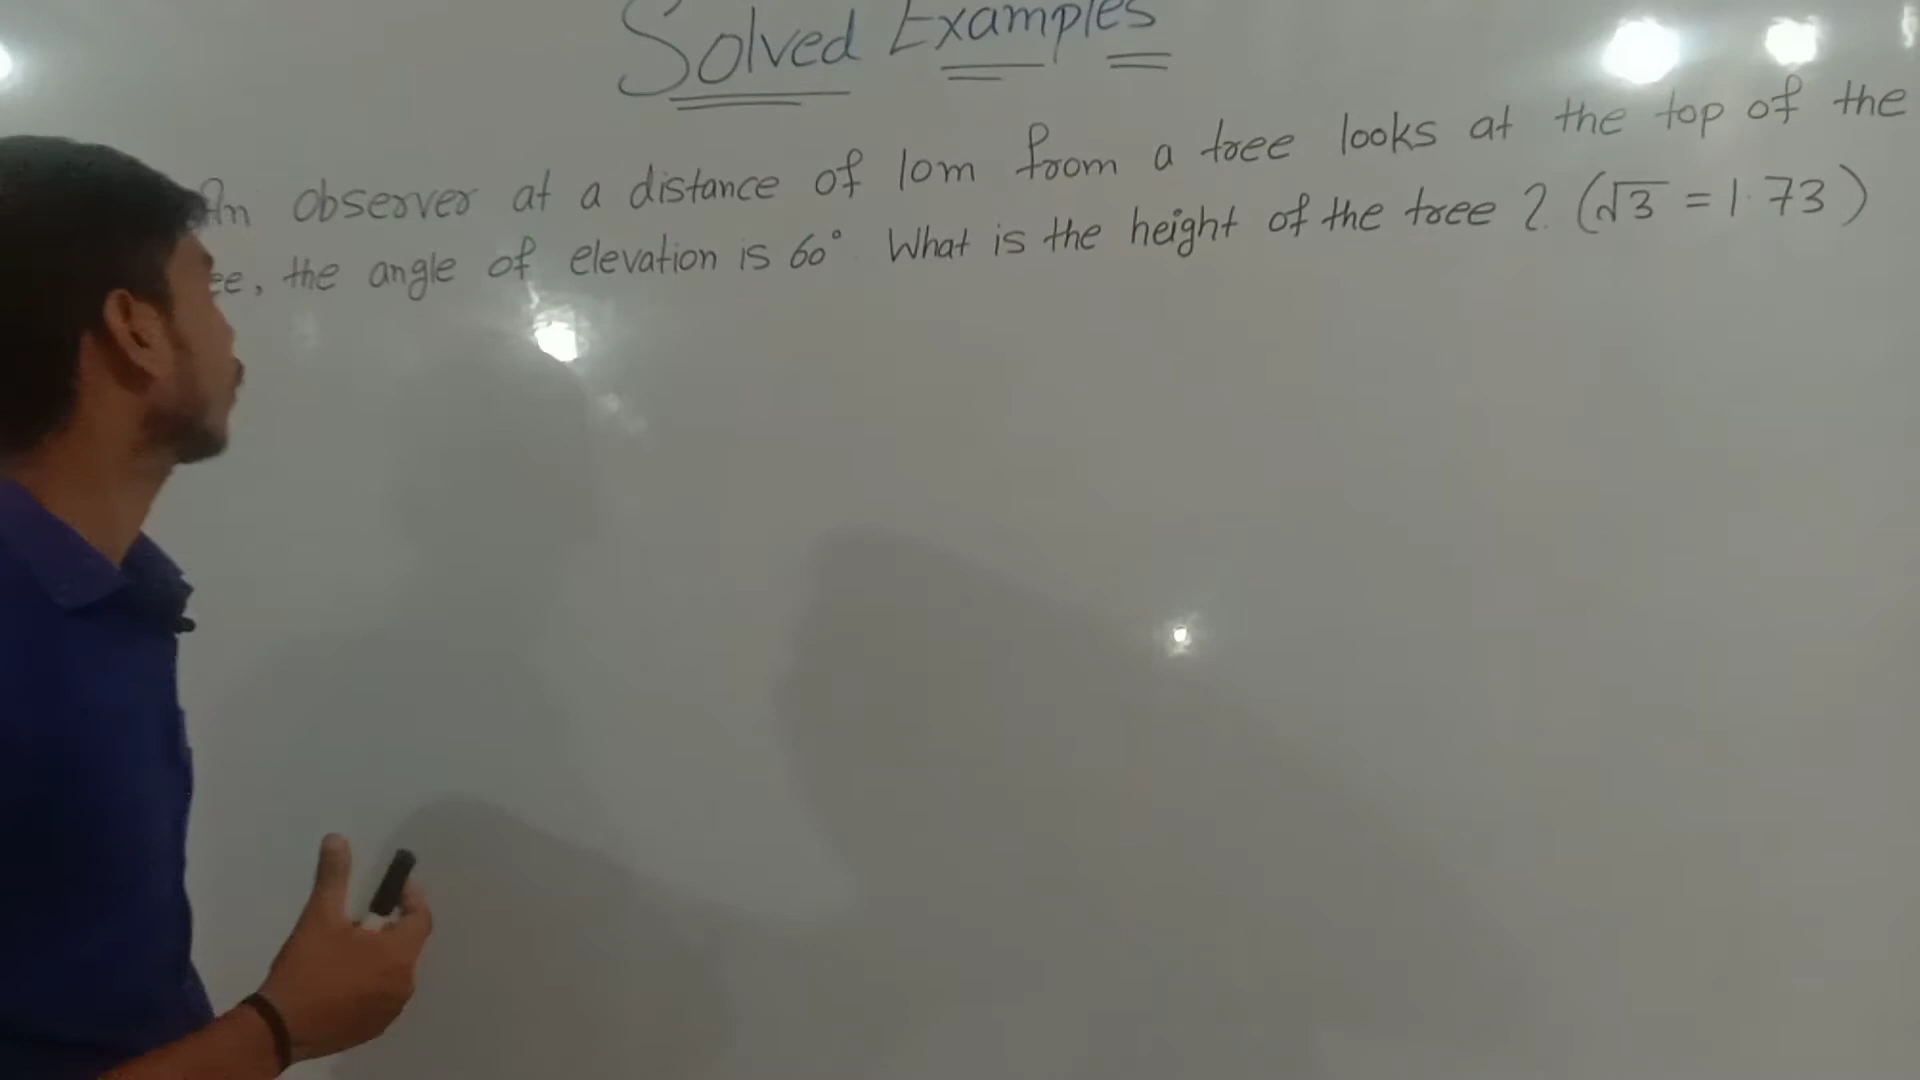 Solved Examples
An observer at a distance of 10m from a tree looks at the top of the
the angle of elevation is 60° What is the height of the tree ? (√3 = 1.73)